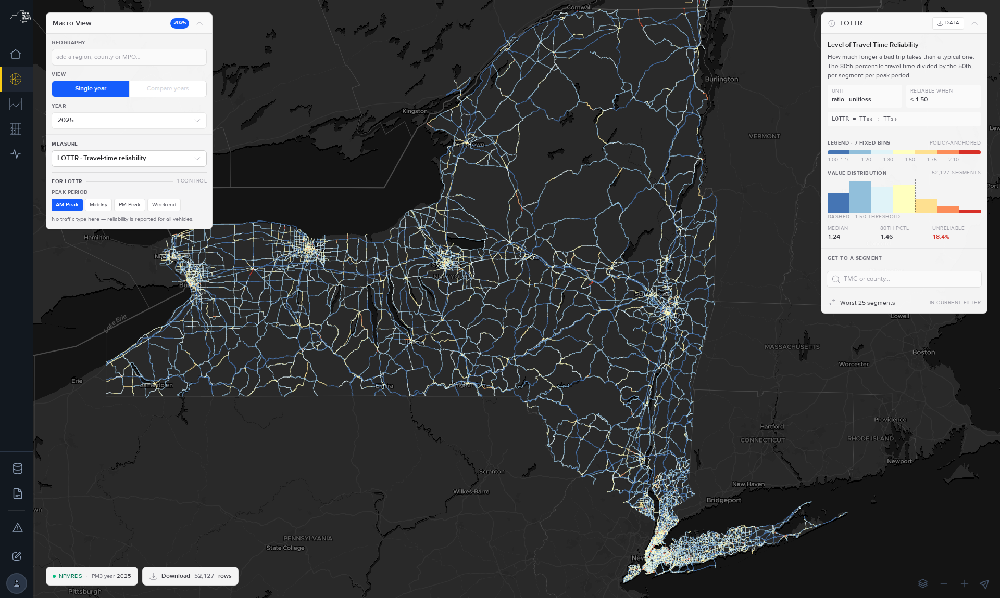 NEW
YORK
STATE
Macro View
2025
GEOGRAPHY
add a region, county or MPO...
VIEW
Single year
Compare years
YEAR
2025
MEASURE
LOTTR · Travel-time reliability
FOR LOTTR
1 CONTROL
PEAK PERIOD
AM Peak
Midday
PM Peak
Weekend
No traffic type here — reliability is reported for all vehicles.
LOTTR
DATA
Level of Travel Time Reliability
How much longer a bad trip takes than a typical one.
The 80th-percentile travel time divided by the 50th,
per segment per peak period.
UNIT
ratio · unitless
RELIABLE WHEN
< 1.50
LOTTR = TT₈₀ ÷ TT₅₀
LEGEND · 7 FIXED BINS
POLICY-ANCHORED
1.00 1.10 1.20 1.30 1.50 1.75 2.10
VALUE DISTRIBUTION
52,127 SEGMENTS
DASHED · 1.50 THRESHOLD
MEDIAN
1.24
80TH PCTL
1.46
UNRELIABLE
18.4%
GET TO A SEGMENT
TMC or county...
Worst 25 segments
IN CURRENT FILTER
Cornwall
Burlington
Kingston
VERMONT
Watertown
Hamilton
NEW YORK
Lake Erie
Ithaca
Lowell
MASSACHUSETTS
Boston
Worcester
Erie
Jamestown
Elmira
Binghamton
Providence
Hartford
CONNECTICUT
RHODE ISLAND
Newport
Scranton
New Haven
Wilkes-Barre
Bridgeport
PENNSYLVANIA
State College
New
Pittsburgh
NPMRDS
PM3 year 2025
Download 52,127 rows